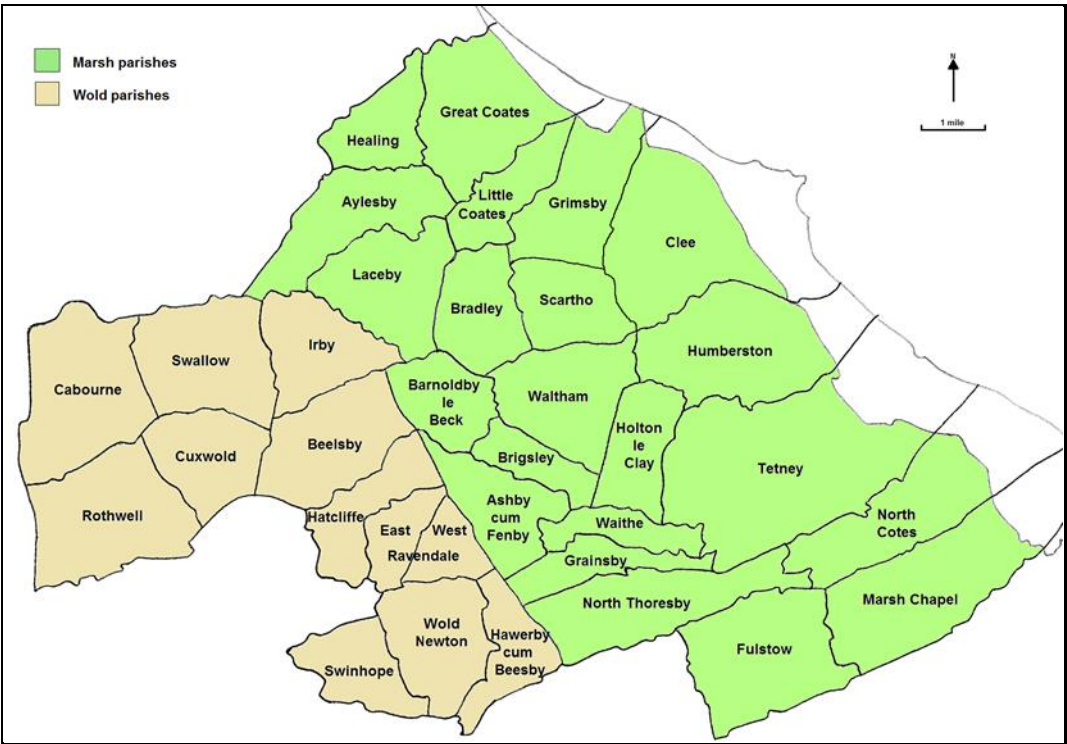 Marsh parishes
Wold parishes
N
1 mile
Great Coates
Healing
Aylesby
Little
Coates
Grimsby
Clee
Laceby
Bradley
Scartho
Irby
Swallow
Humberston
Cabourne
Barnoldby
le
Beck
Waltham
Holton
le
Clay
Beelsby
Cuxwold
Brigsley
Tetney
Rothwell
Hatcliffe
East
West
Ravendale
Ashby
cum
Fenby
Waithe
North
Cotes
Grainsby
North Thoresby
Marsh Chapel
Wold
Newton
Hawerby
cum
Beesby
Fulstow
Swinhope